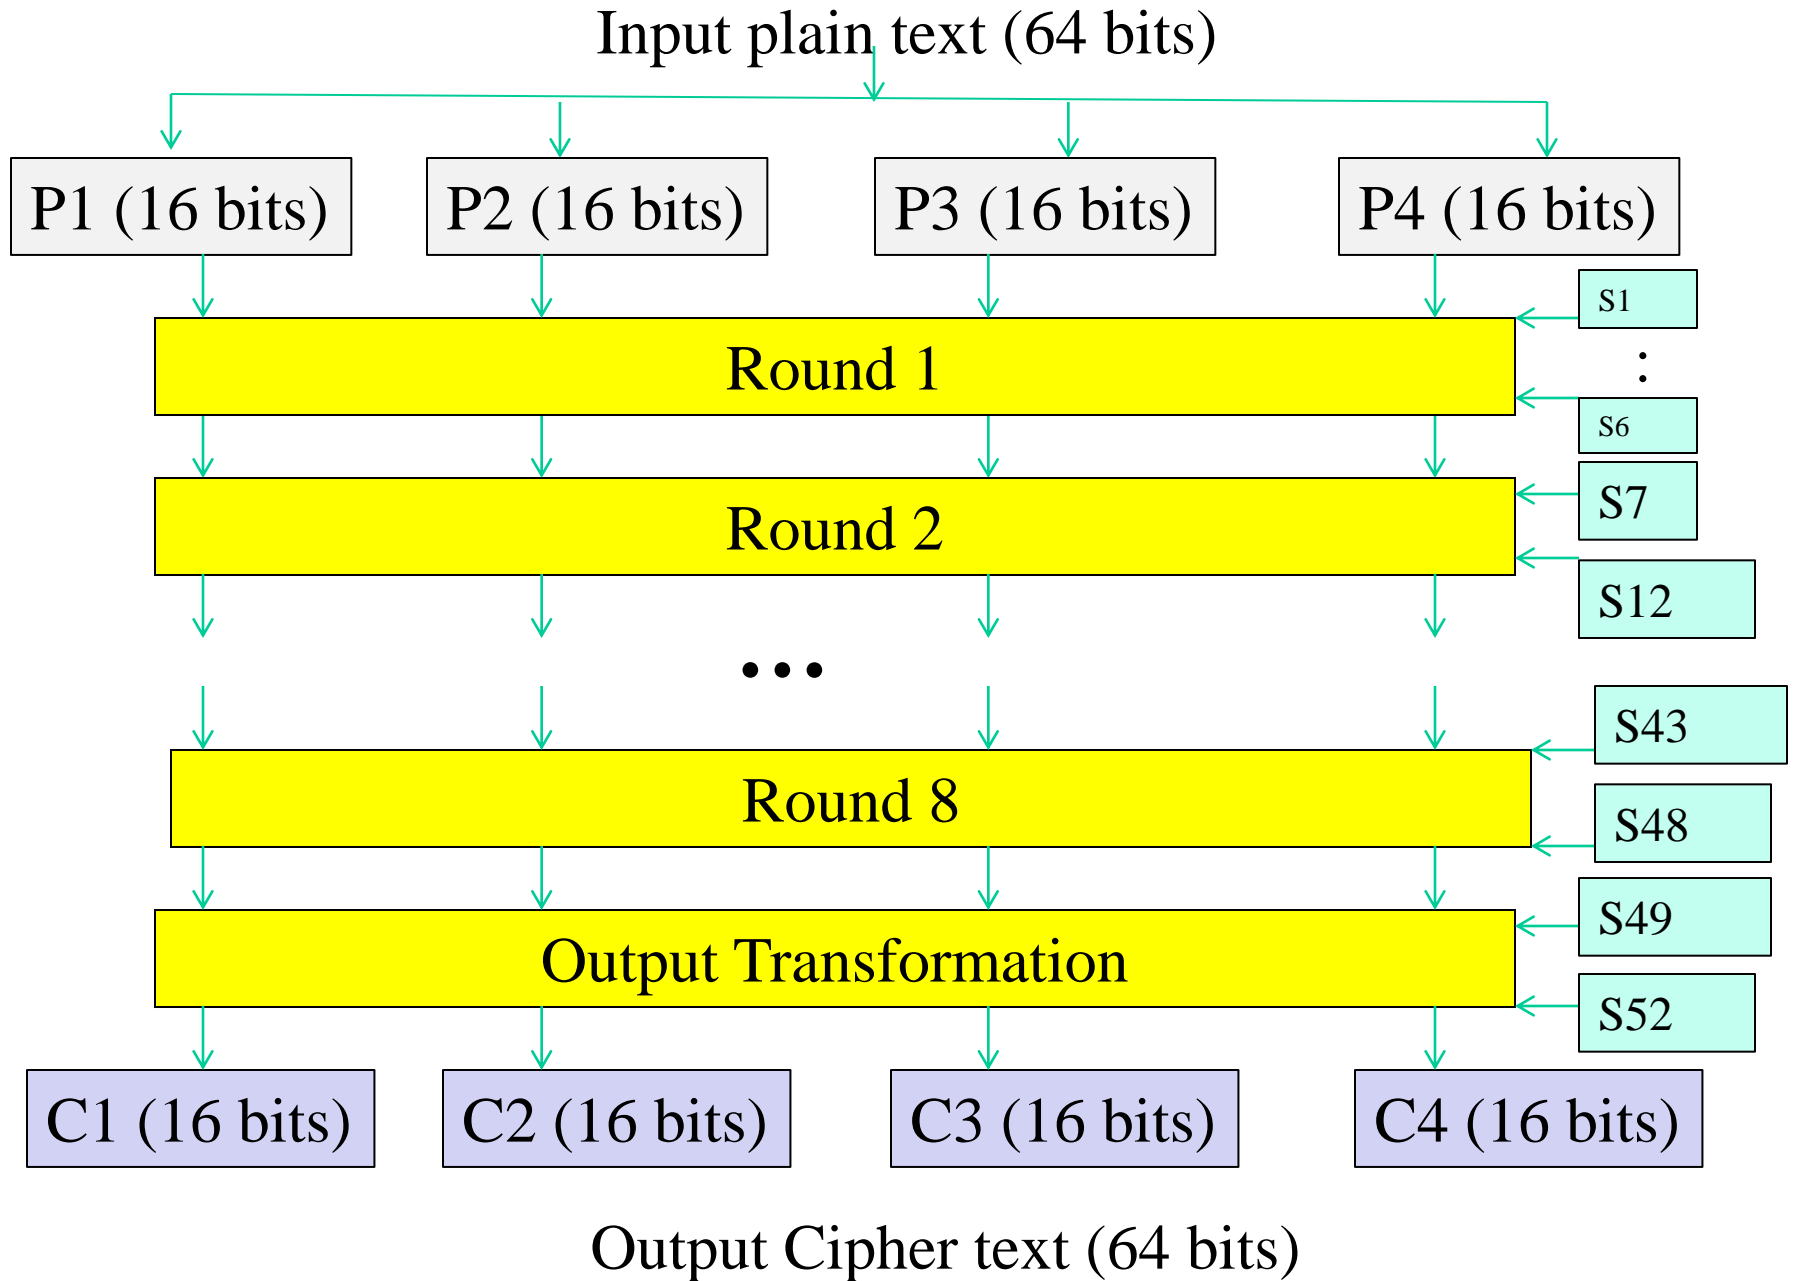 Input plain text (64 bits)
P1 (16 bits)
P2 (16 bits)
P3 (16 bits)
P4 (16 bits)
S1
:
Round 1
S6
S7
Round 2
S12
...
S43
Round 8
S48
S49
Output Transformation
S52
C1 (16 bits)
C2 (16 bits)
C3 (16 bits)
C4 (16 bits)
Output Cipher text (64 bits)